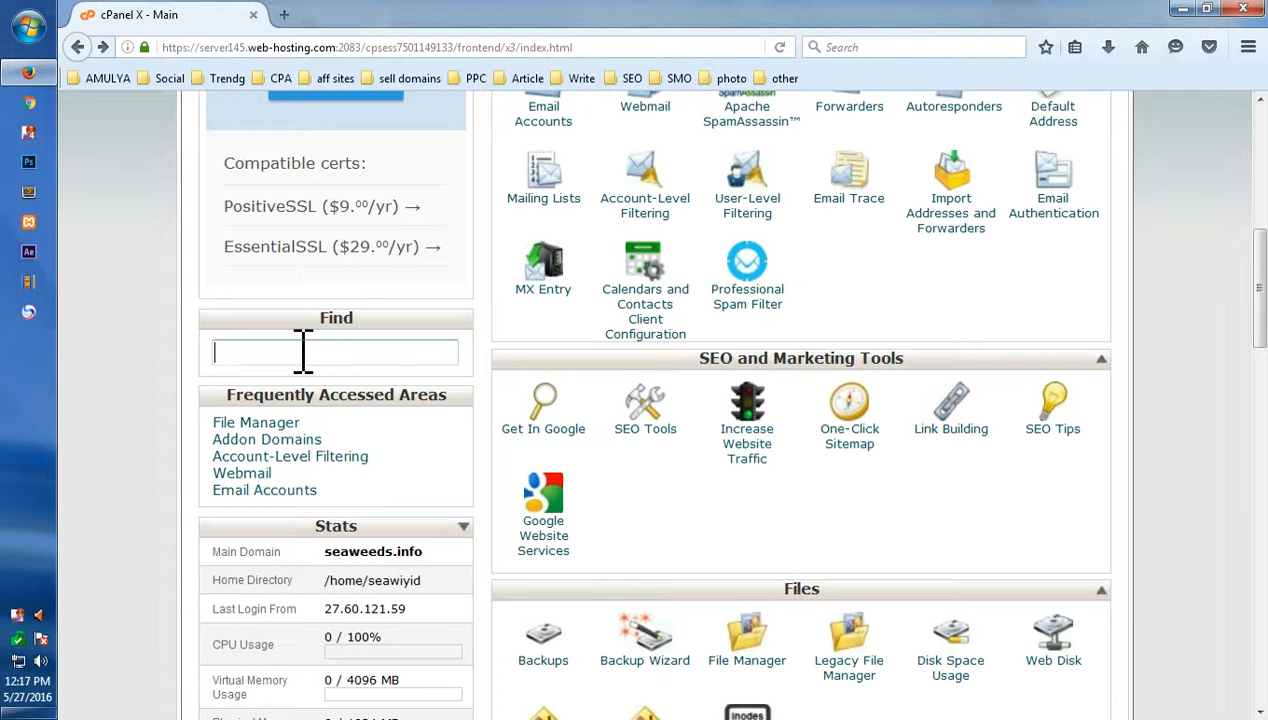 cPanel X - Main
https://server145.web-hosting.com:2083/cpsess7501149133/frontend/x3/index.html
Search
AMULYA
Social
Trendg
CPA
aff sites
sell domains
PPC
Article
Write
SEO
SMO
photo
other
Compatible certs:
PositiveSSL ($9.00/yr) →
EssentialSSL ($29.00/yr) →
Find
Frequently Accessed Areas
File Manager
Addon Domains
Account-Level Filtering
Webmail
Email Accounts
Stats
Main Domain seaweeds.info
Home Directory /home/seawiyid
Last Login From 27.60.121.59
CPU Usage 0 / 100%
Virtual Memory Usage 0 / 4096 MB
Email Accounts
Webmail
Apache SpamAssassin™
Forwarders
Autoresponders
Default Address
Mailing Lists
Account-Level Filtering
User-Level Filtering
Email Trace
Import Addresses and Forwarders
Email Authentication
MX Entry
Calendars and Contacts Client Configuration
Professional Spam Filter
SEO and Marketing Tools
Get In Google
SEO Tools
Increase Website Traffic
One-Click Sitemap
Link Building
SEO Tips
Google Website Services
Files
Backups
Backup Wizard
File Manager
Legacy File Manager
Disk Space Usage
Web Disk
inodes
Ps
Ae
12:17 PM
5/27/2016